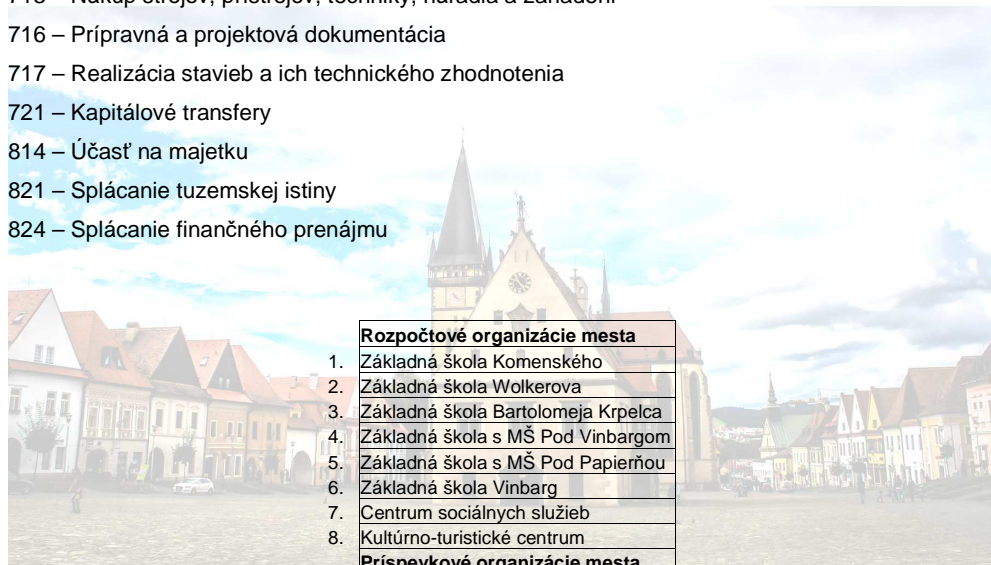 716 – Prípravná a projektová dokumentácia
717 – Realizácia stavieb a ich technického zhodnotenia
721 – Kapitálové transfery
814 – Účasť na majetku
821 – Splácanie tuzemskej istiny
824 – Splácanie finančného prenájmu
Rozpočtové organizácie mesta
1. Základná škola Komenského
2. Základná škola Wolkerova
3. Základná škola Bartolomeja Krpelca
4. Základná škola s MŠ Pod Vinbargom
5. Základná škola s MŠ Pod Papierňou
6. Základná škola Vinbarg
7. Centrum sociálnych služieb
8. Kultúrno-turistické centrum
Príspevkové organizácie mesta